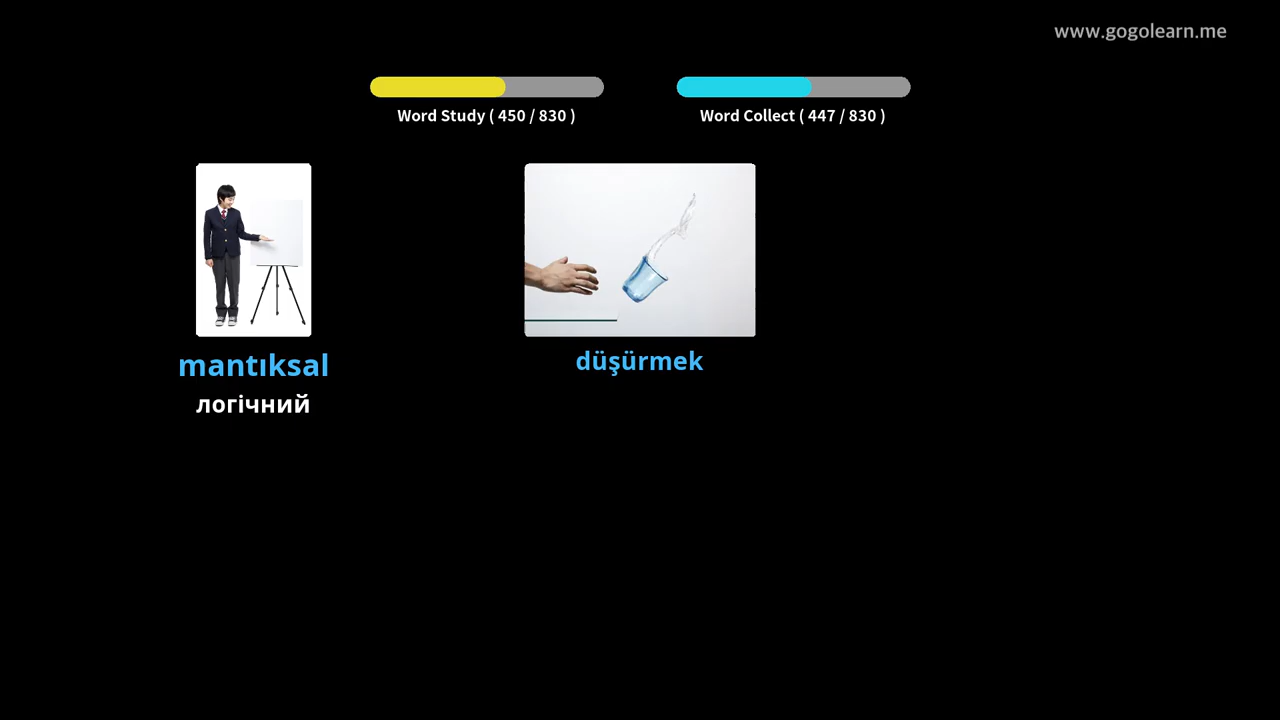 www.gogolearn.me
Word Study ( 450 / 830 )
Word Collect ( 447 / 830 )
mantıksal
логічний
düşürmek